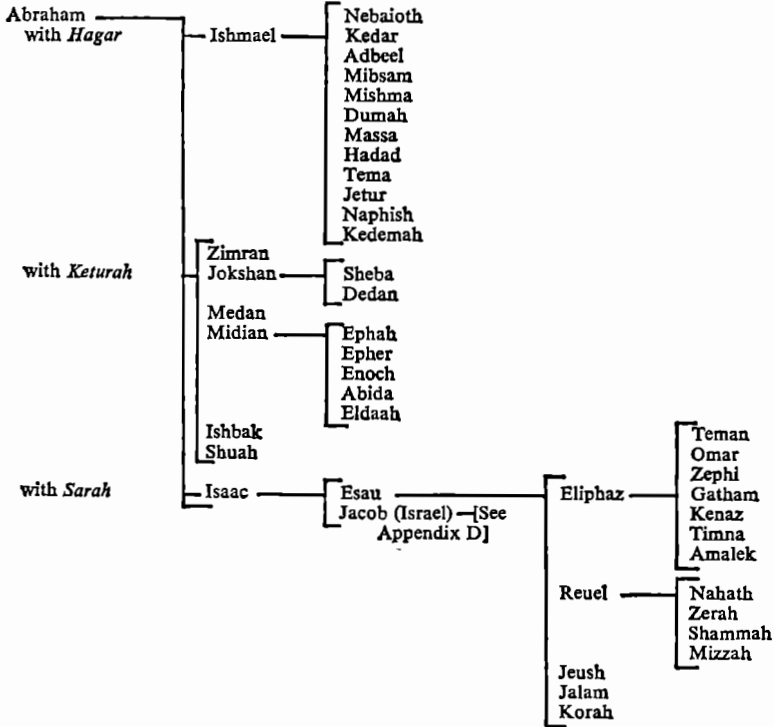 Abraham
with Hagar
Ishmael
Nebaioth
Kedar
Adbeel
Mibsam
Mishma
Dumah
Massa
Hadad
Tema
Jetur
Naphish
Kedemah
with Keturah
Zimran
Jokshan
Sheba
Dedan
Medan
Midian
Ephah
Epher
Enoch
Abida
Eldaah
Ishbak
Shuah
with Sarah
Isaac
Esau
Jacob (Israel) —[See
Appendix D]
Eliphaz
Teman
Omar
Zephi
Gatham
Kenaz
Timna
Amalek
Reuel
Nahath
Zerah
Shammah
Mizzah
Jeush
Jalam
Korah